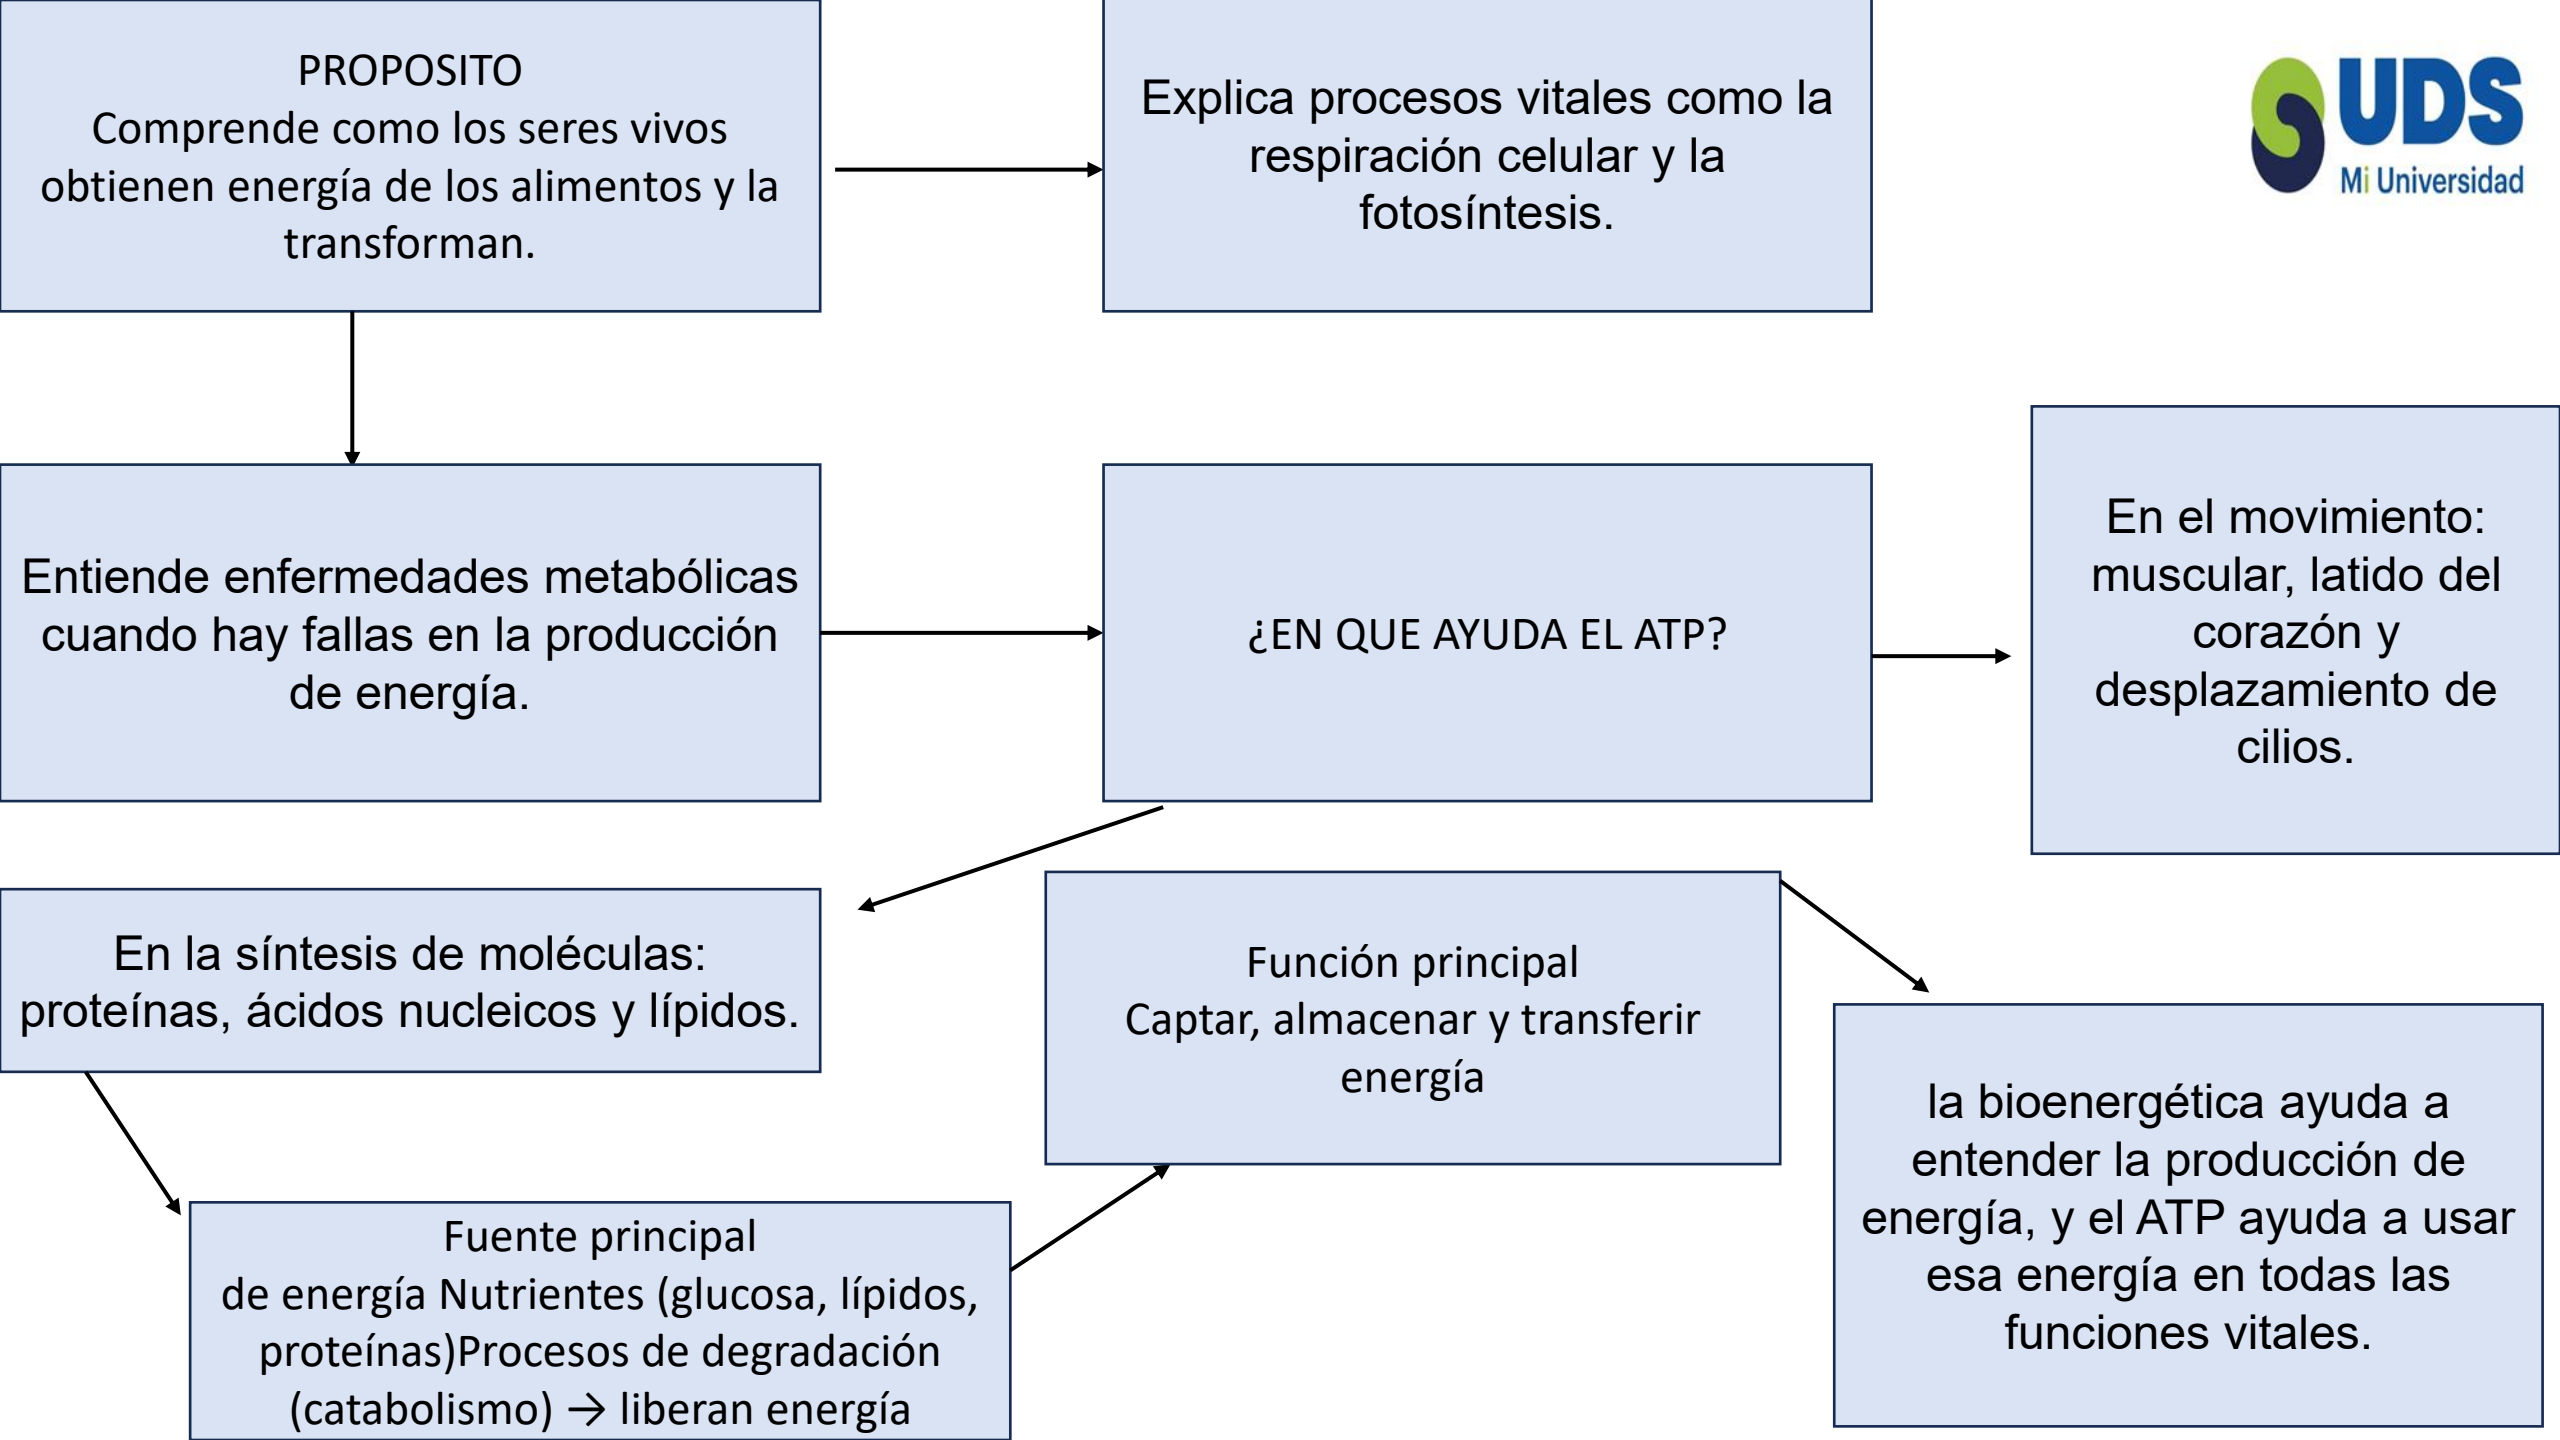 PROPOSITO
Comprende como los seres vivos
obtienen energía de los alimentos y la
transforman.
Explica procesos vitales como la
respiración celular y la
fotosíntesis.
UDS
Mi Universidad
Entiende enfermedades metabólicas
cuando hay fallas en la producción
de energía.
¿EN QUE AYUDA EL ATP?
En el movimiento:
muscular, latido del
corazón y
desplazamiento de
cilios.
En la síntesis de moléculas:
proteínas, ácidos nucleicos y lípidos.
Fuente principal
de energía Nutrientes (glucosa, lípidos,
proteínas)Procesos de degradación
(catabolismo) → liberan energía
Función principal
Captar, almacenar y transferir
energía
la bioenergética ayuda a
entender la producción de
energía, y el ATP ayuda a usar
esa energía en todas las
funciones vitales.